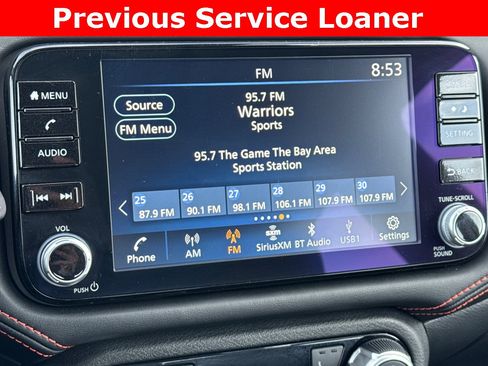 Previous Service Loaner
FM
8:53
MENU
Source
95.7 FM
Warriors
Sports
FM Menu
SETTING
AUDIO
95.7 The Game The Bay Area
Sports Station
BACK
25 26 27 28 29 30
87.9 FM 90.1 FM 98.1 FM 106.1 FM 107.9 FM 107.9 FM
VOL
TUNE·SCROLL
Phone AM FM SiriusXM BT Audio USB1 Settings
sxm
PUSH
PUSH
SOUND